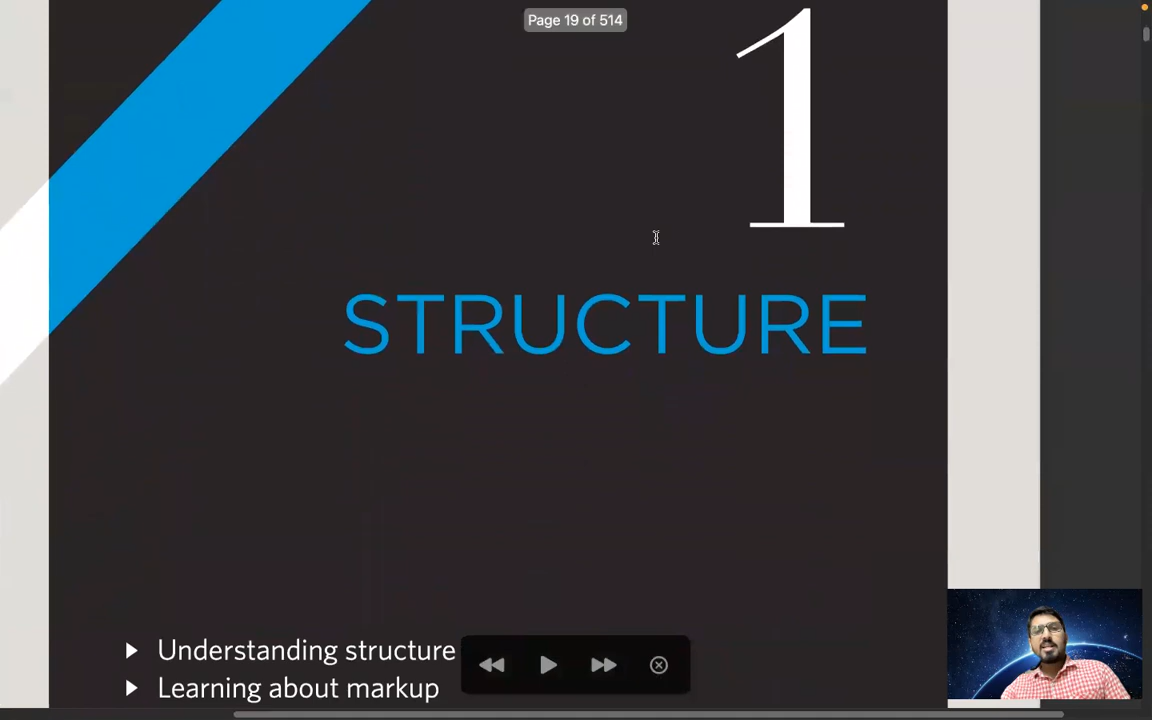 Page 19 of 514
1
STRUCTURE
Understanding structure
Learning about markup